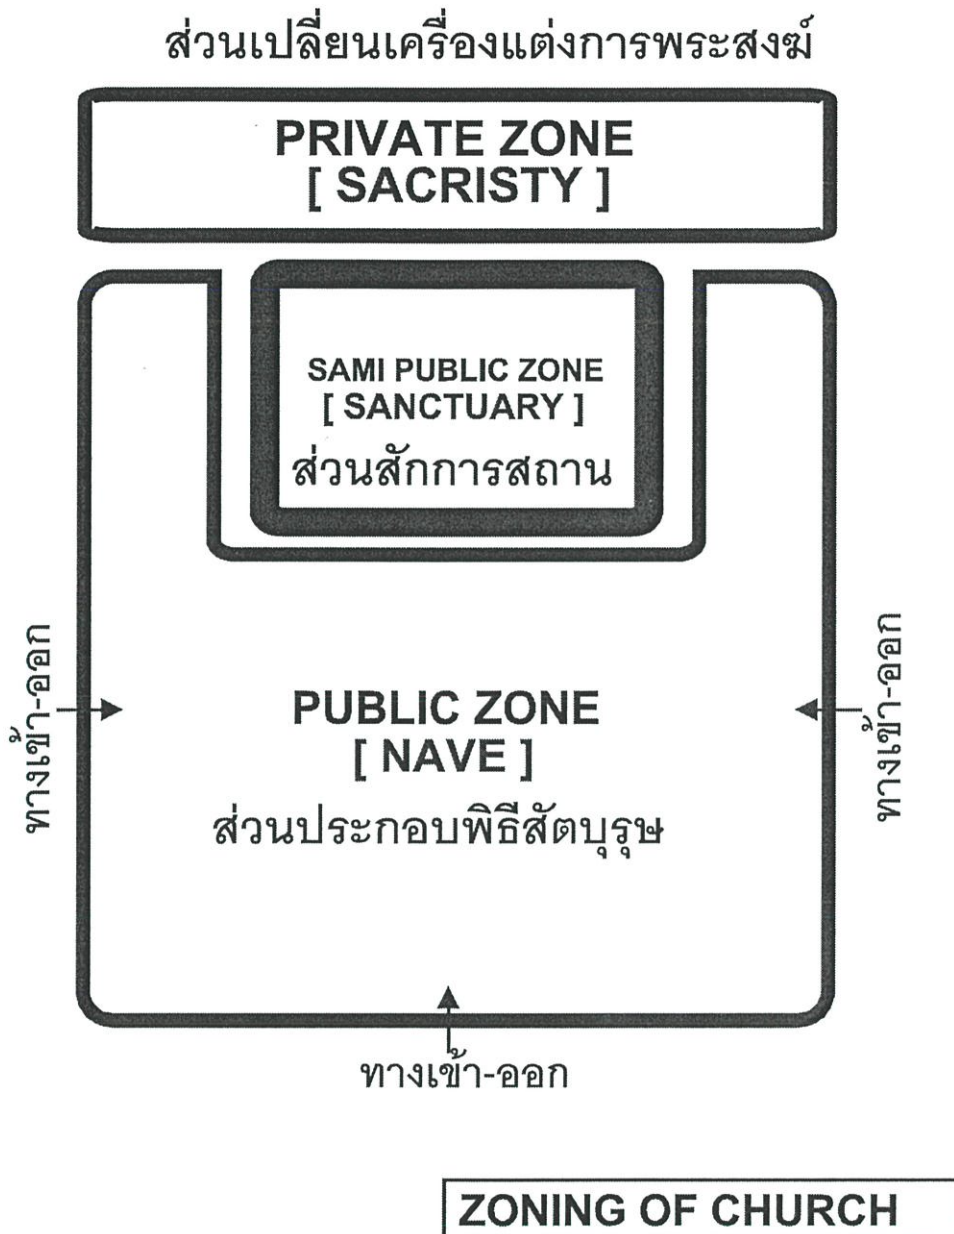 ส่วนเปลี่ยนเครื่องแต่งการพระสงฆ์
PRIVATE ZONE
[ SACRISTY ]
SAMI PUBLIC ZONE
[ SANCTUARY ]
ส่วนสักการสถาน
ทางเข้า-ออก
PUBLIC ZONE
[ NAVE ]
ส่วนประกอบพิธีสัตบุรุษ
ทางเข้า-ออก
ทางเข้า-ออก
ZONING OF CHURCH